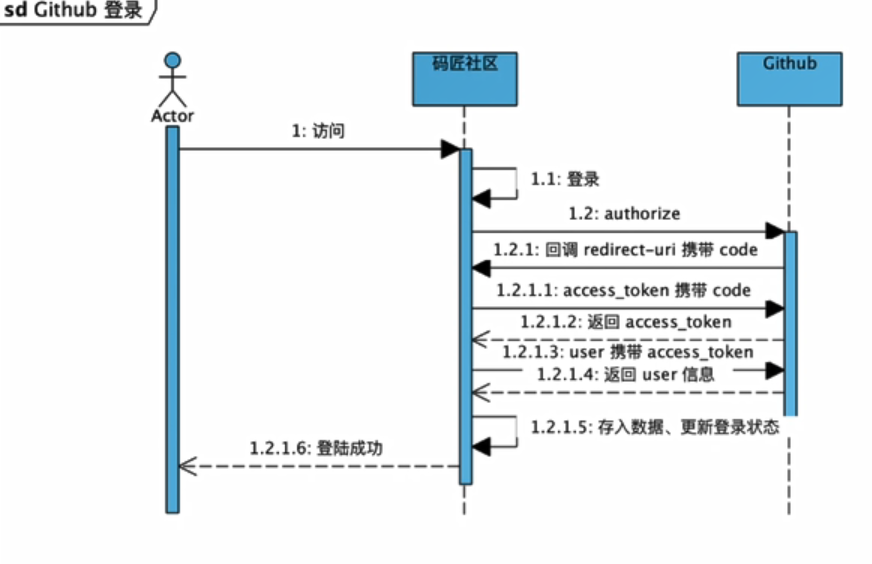 sd Github 登录
码匠社区
Github
Actor
1: 访问
1.1: 登录
1.2: authorize
1.2.1: 回调 redirect-uri 携带 code
1.2.1.1: access_token 携带 code
1.2.1.2: 返回 access_token
1.2.1.3: user 携带 access_token
1.2.1.4: 返回 user 信息
1.2.1.5: 存入数据、更新登录状态
1.2.1.6: 登陆成功